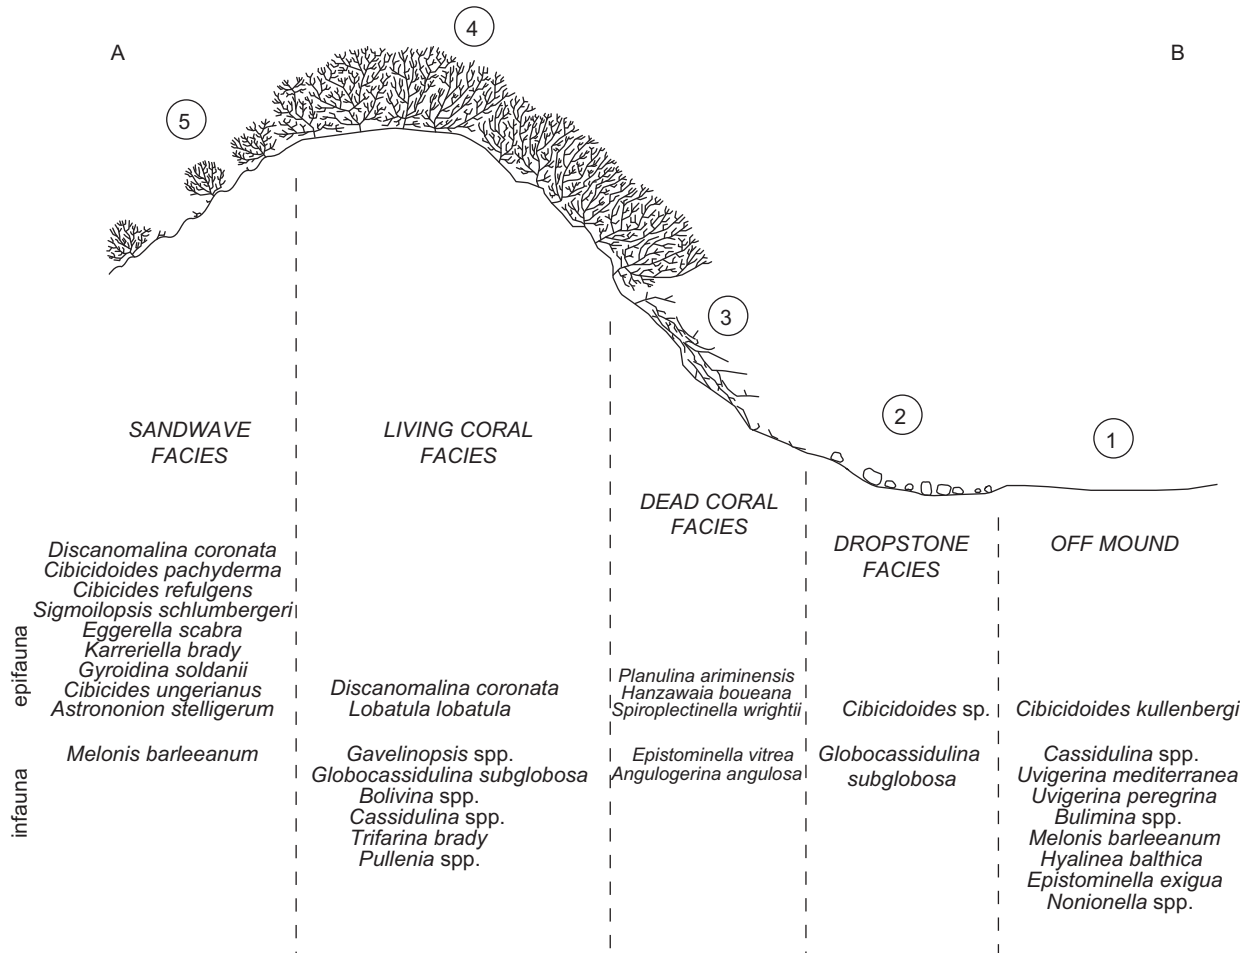 A
B
4
5
3
2
1
SANDWAVE
FACIES
LIVING CORAL
FACIES
DEAD CORAL
FACIES
DROPSTONE
FACIES
OFF MOUND
epifauna
Discanomalina coronata
Cibicidoides pachyderma
Cibicides refulgens
Sigmoilopsis schlumbergeri
Eggerella scabra
Karreriella brady
Gyroidina soldanii
Cibicides ungerianus
Astrononion stelligerum
Discanomalina coronata
Lobatula lobatula
Planulina ariminensis
Hanzawaia boueana
Spiroplectinella wrightii
Cibicidoides sp.
Cibicidoides kullenbergi
infauna
Melonis barleeanum
Gavelinopsis spp.
Globocassidulina subglobosa
Bolivina spp.
Cassidulina spp.
Trifarina brady
Pullenia spp.
Epistominella vitrea
Angulogerina angulosa
Globocassidulina
subglobosa
Cassidulina spp.
Uvigerina mediterranea
Uvigerina peregrina
Bulimina spp.
Melonis barleeanum
Hyalinea balthica
Epistominella exigua
Nonionella spp.